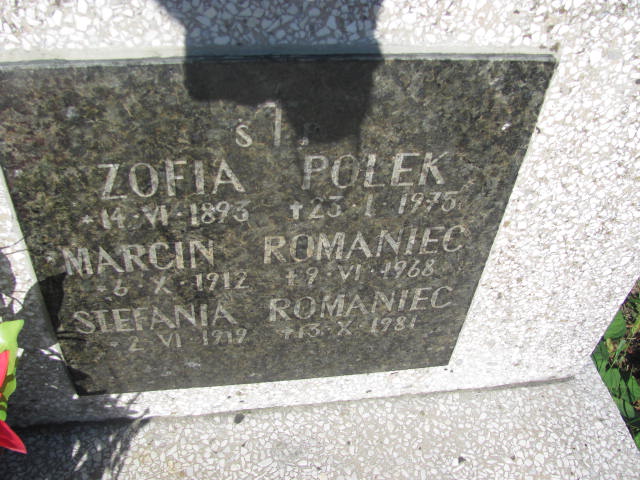 ś†p
ZOFIA POLEK
*14·VI·1893 †23·I·1975
MARCIN ROMANIEC
*6·X·1912 †9·VI·1968
STEFANIA ROMANIEC
*2·VI·1919 †13·X·1981